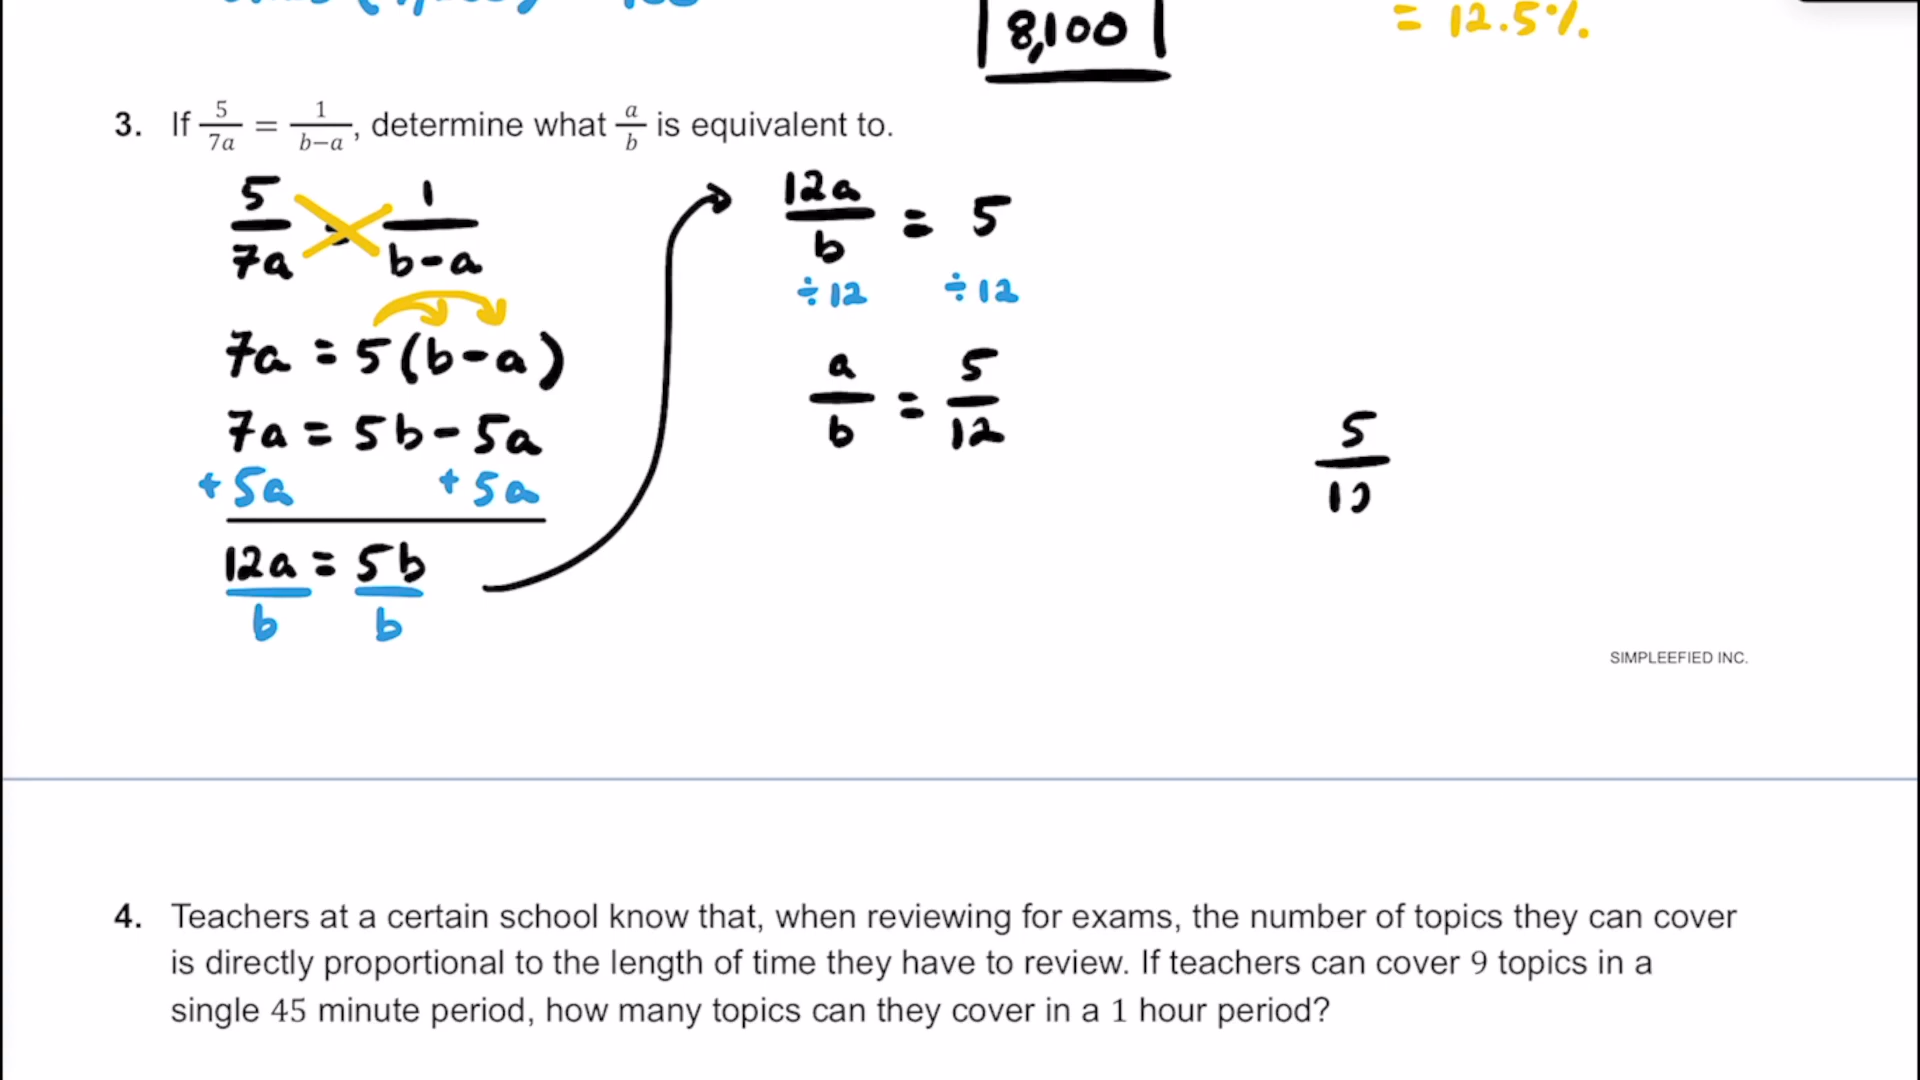 8,100
= 12.5%
3. If 5/7a = 1/b−a, determine what a/b is equivalent to.
5/7a = 1/b-a
7a = 5(b-a)
7a = 5b - 5a
+5a +5a
12a = 5b
b b
12a/b = 5
÷12 ÷12
a/b = 5/12
5
SIMPLEEFIED INC.
4. Teachers at a certain school know that, when reviewing for exams, the number of topics they can cover
is directly proportional to the length of time they have to review. If teachers can cover 9 topics in a
single 45 minute period, how many topics can they cover in a 1 hour period?